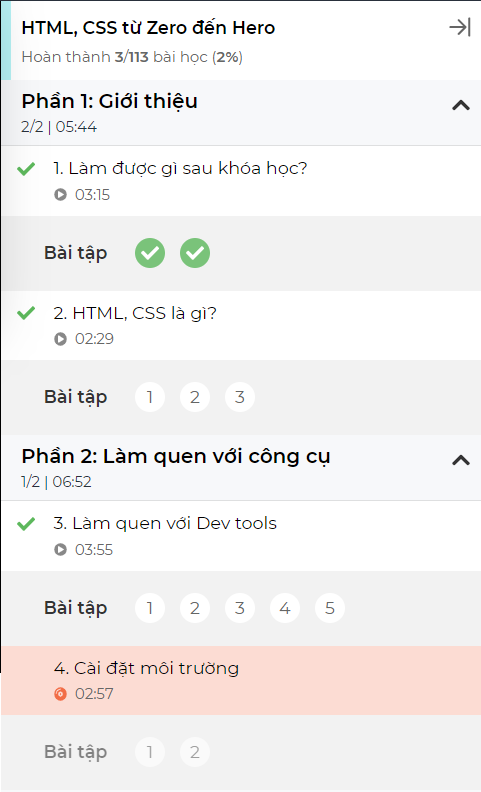 HTML, CSS từ Zero đến Hero
Hoàn thành 3/113 bài học (2%)
Phần 1: Giới thiệu
2/2 | 05:44
1. Làm được gì sau khóa học?
03:15
Bài tập
2. HTML, CSS là gì?
02:29
Bài tập 1 2 3
Phần 2: Làm quen với công cụ
1/2 | 06:52
3. Làm quen với Dev tools
03:55
Bài tập 1 2 3 4 5
4. Cài đặt môi trường
02:57
Bài tập 1 2